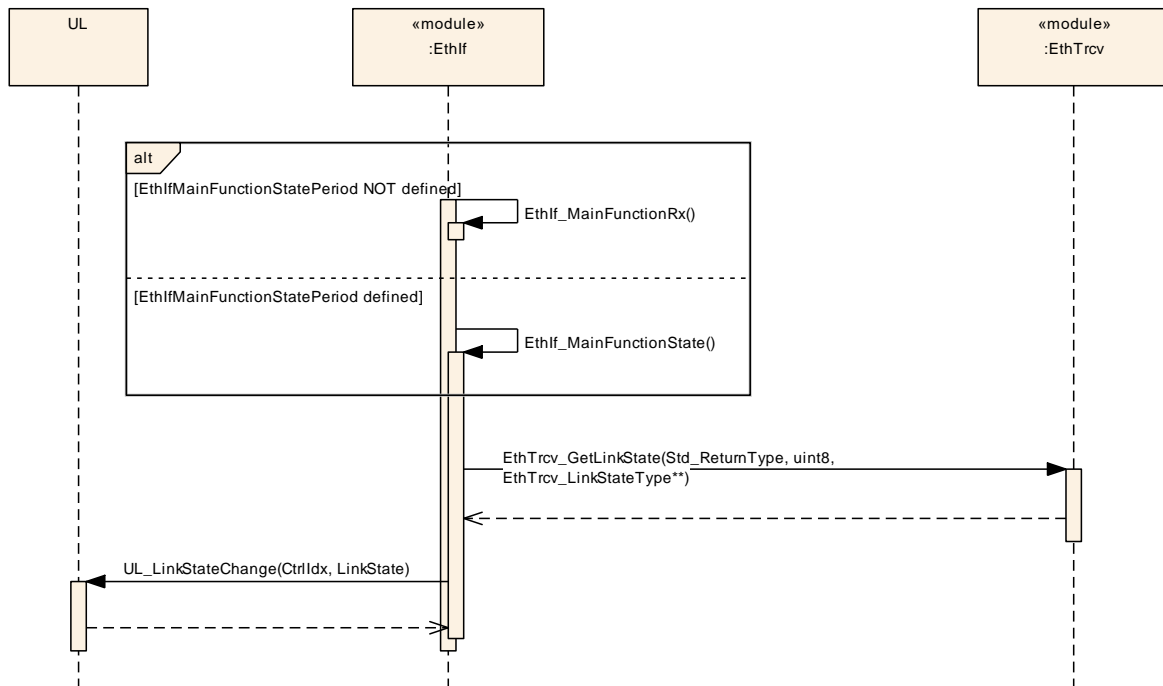 UL
«module»
:EthIf
«module»
:EthTrcv
alt
[EthIfMainFunctionStatePeriod NOT defined]
EthIf_MainFunctionRx()
[EthIfMainFunctionStatePeriod defined]
EthIf_MainFunctionState()
EthTrcv_GetLinkState(Std_ReturnType, uint8,
EthTrcv_LinkStateType**)
UL_LinkStateChange(CtrlIdx, LinkState)